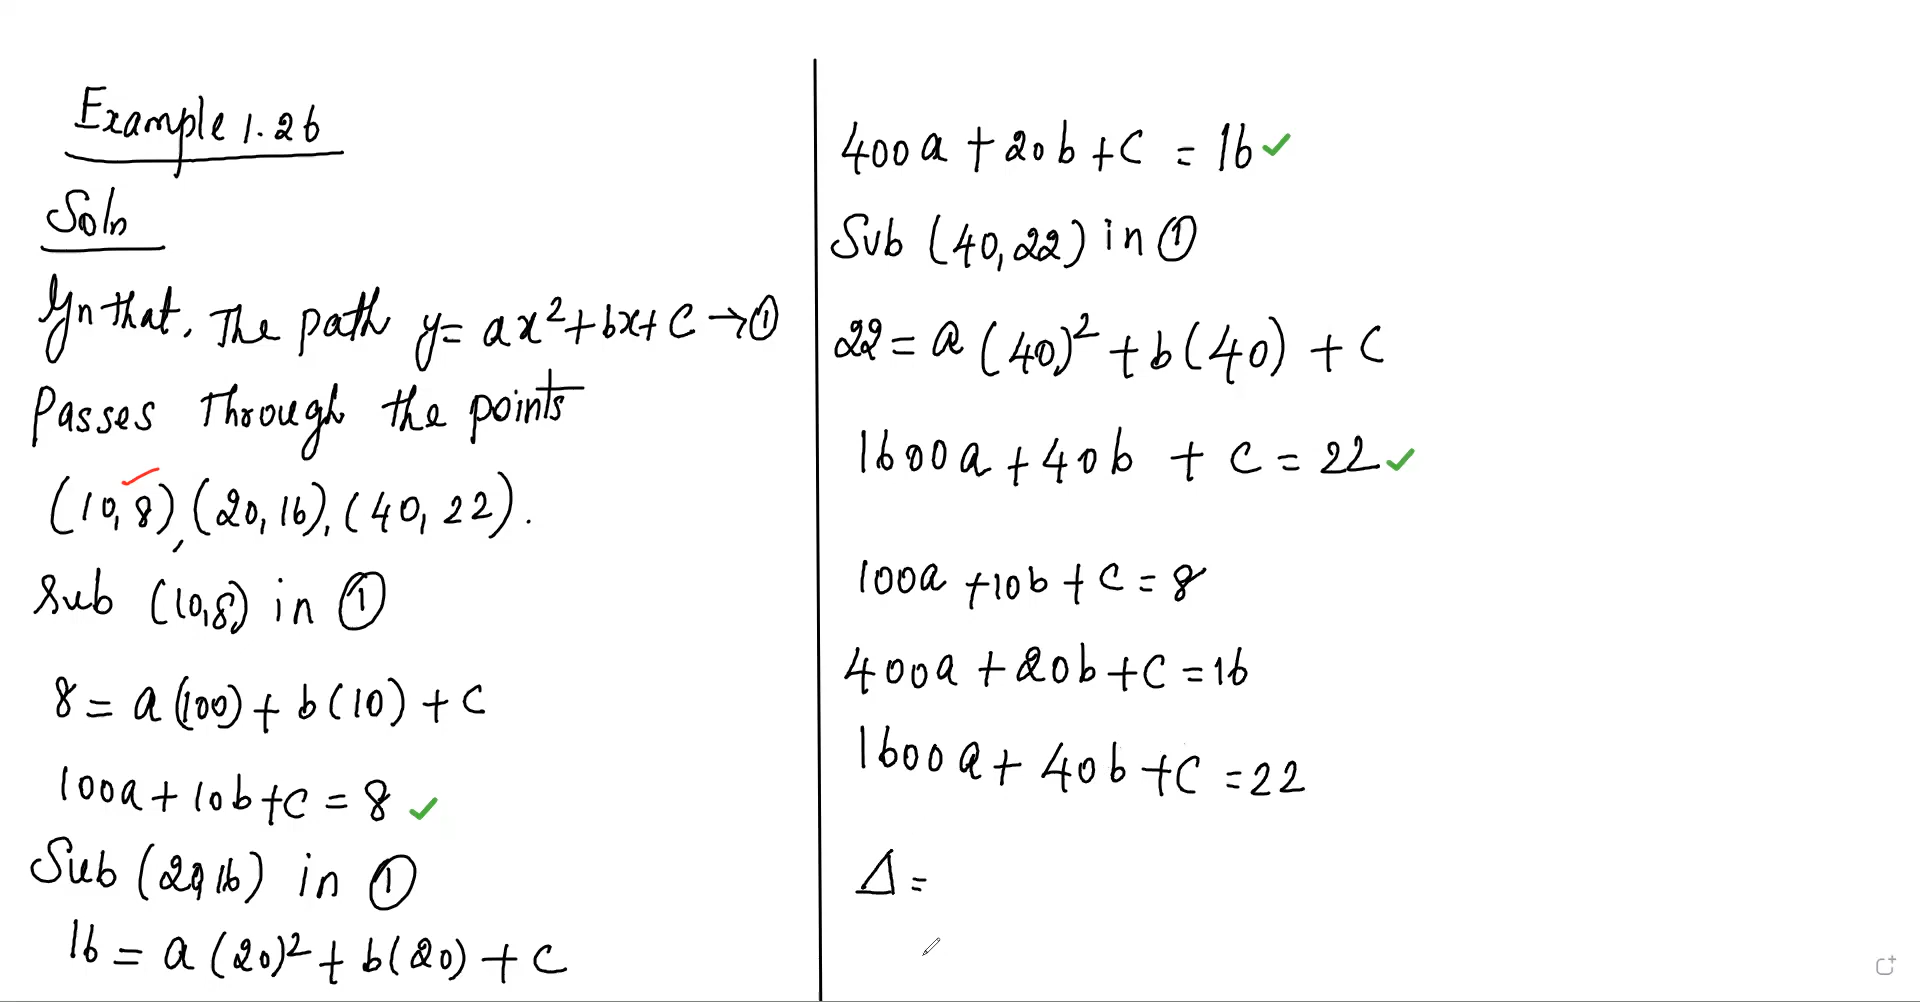 Example 1.26
Soln
Gn that, The path y = ax² + bx + c → ①
Passes Through the points
(10, 8), (20, 16), (40, 22).
Sub (10,8) in ①
8 = a(100) + b(10) + c
100a + 10b + c = 8 ✓
Sub (20,16) in ①
16 = a(20)² + b(20) + c
400a + 20b + c = 16 ✓
Sub (40,22) in ①
22 = a(40)² + b(40) + c
1600a + 40b + c = 22 ✓
100a + 10b + c = 8
400a + 20b + c = 16
1600a + 40b + c = 22
Δ =